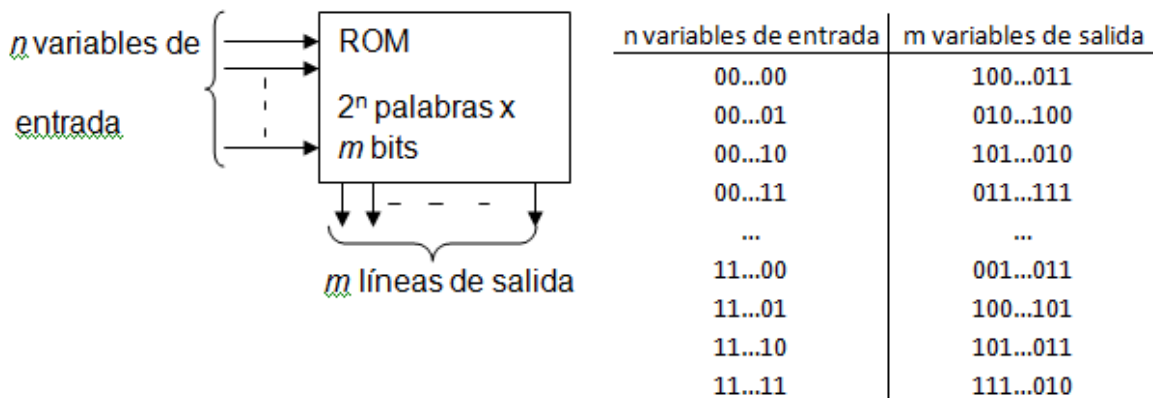 n variables de
entrada
ROM
2ⁿ palabras x
m bits
m líneas de salida
n variables de entrada m variables de salida
00...00 100...011
00...01 010...100
00...10 101...010
00...11 011...111
... ...
11...00 001...011
11...01 100...101
11...10 101...011
11...11 111...010